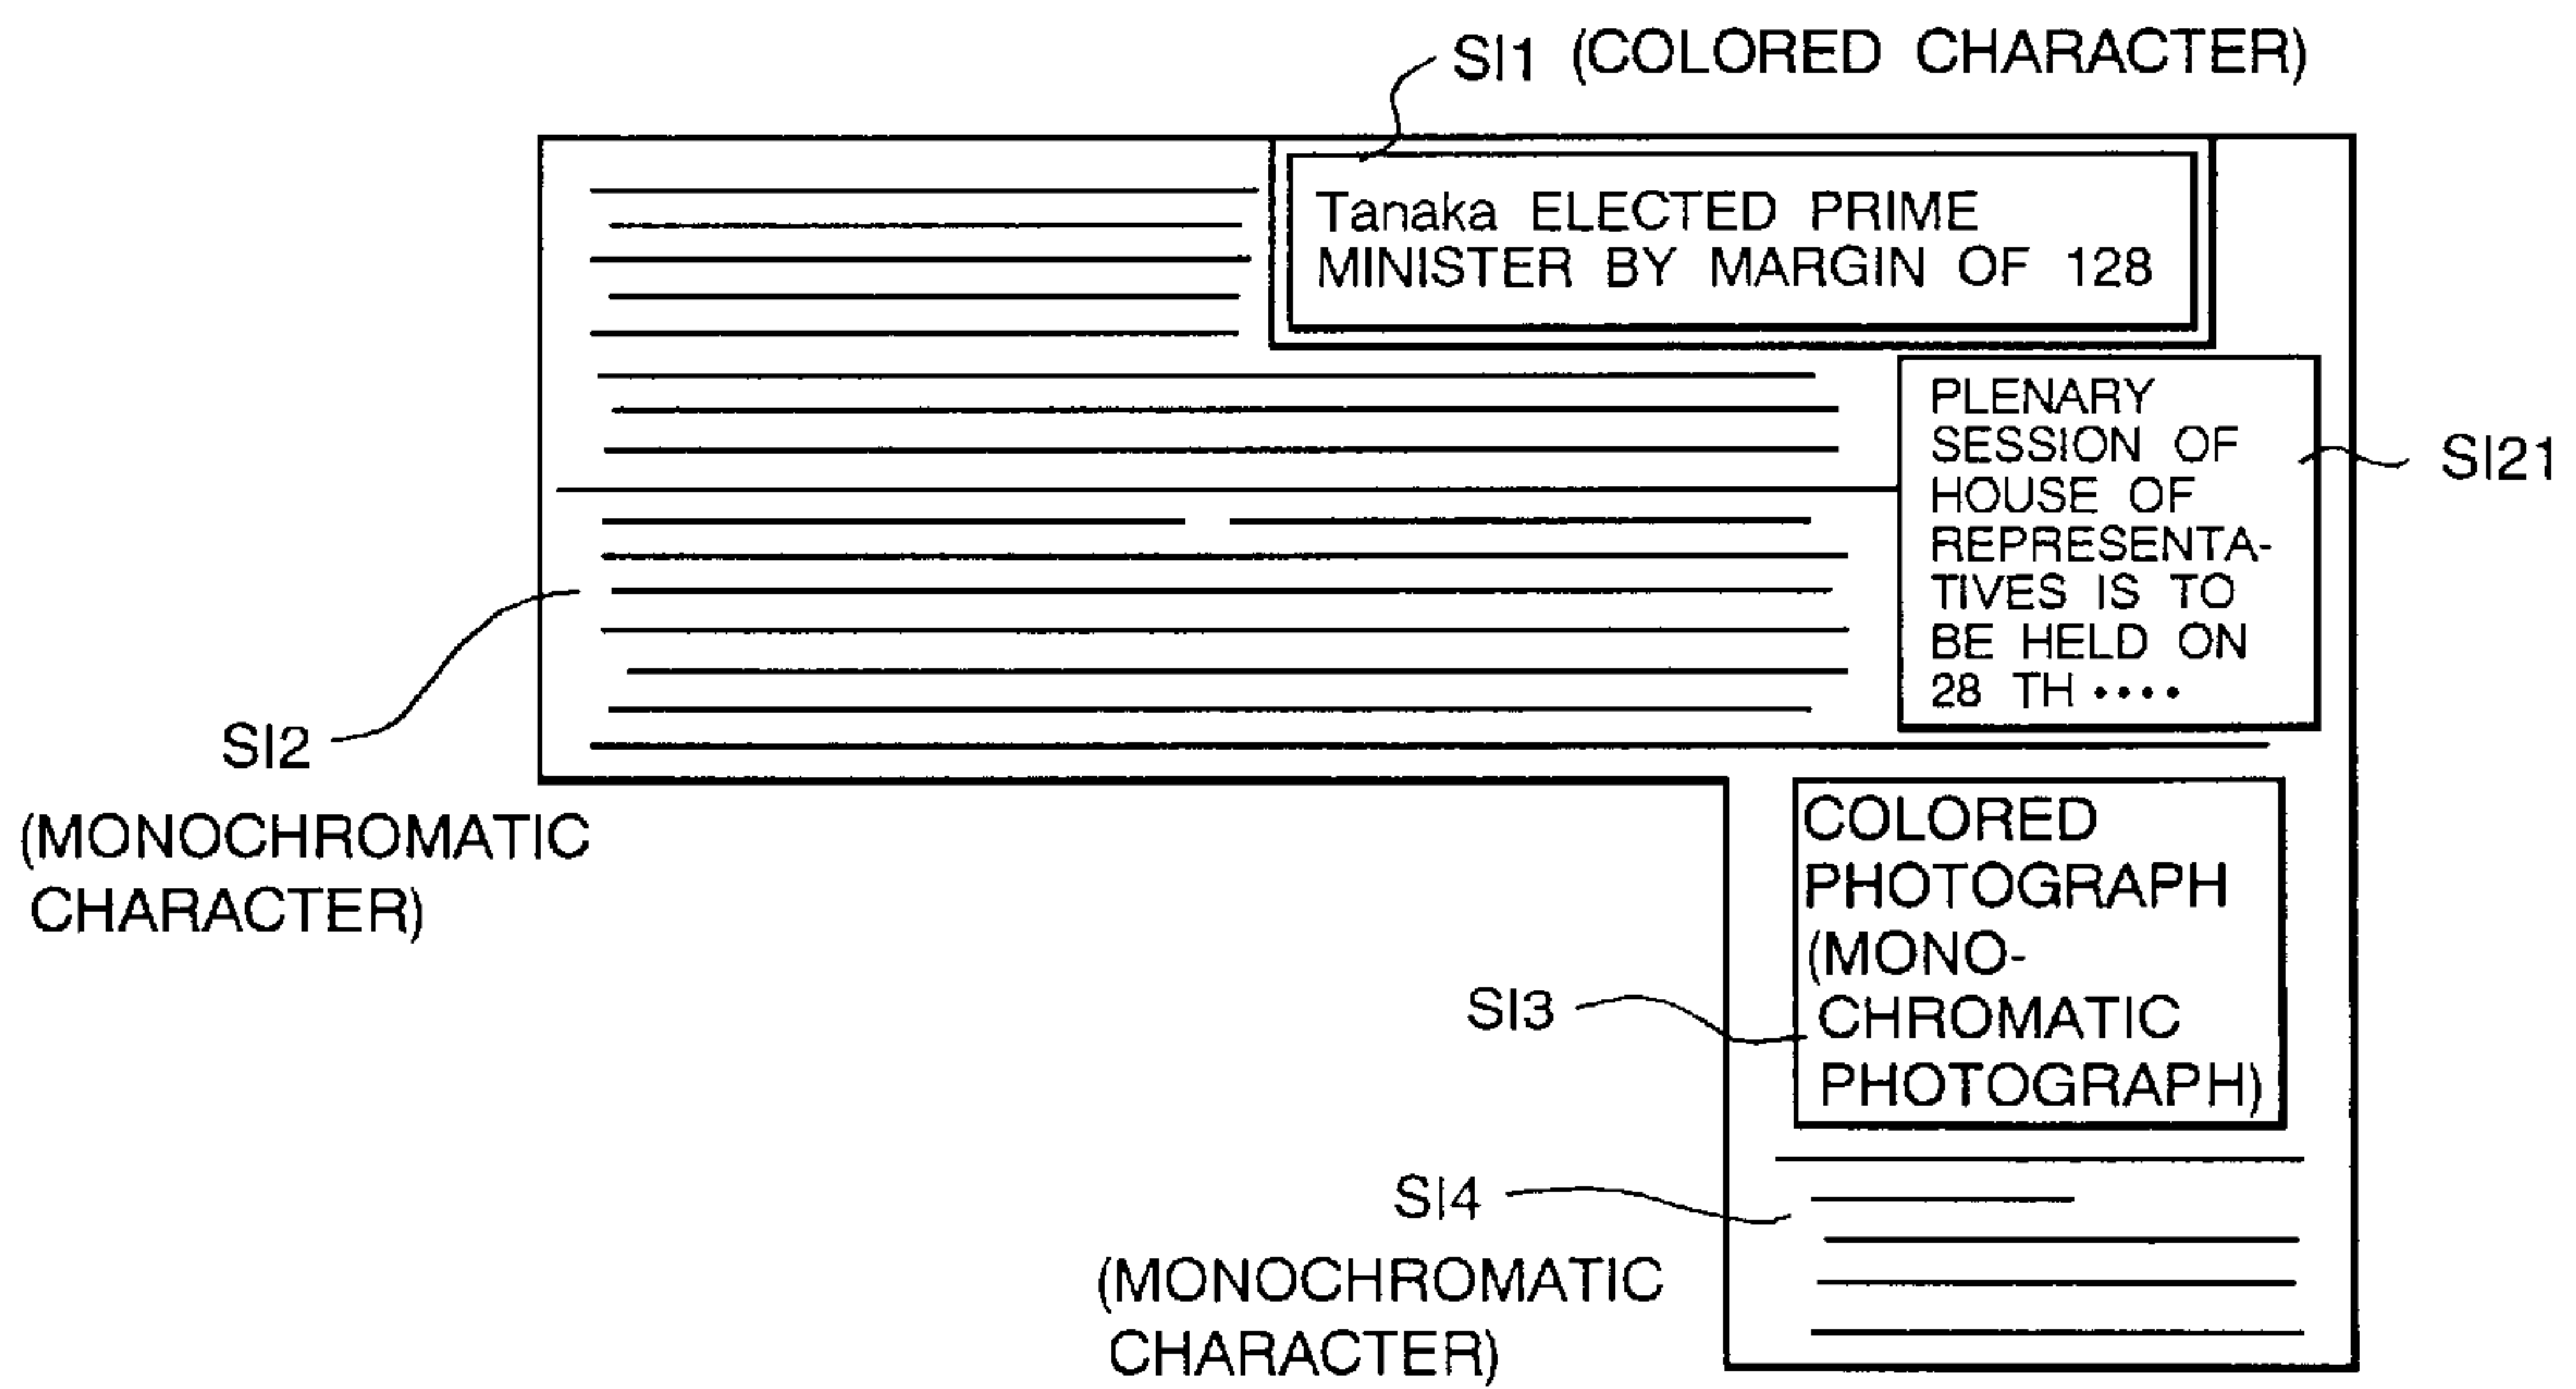 SI1 (COLORED CHARACTER)
Tanaka ELECTED PRIME
MINISTER BY MARGIN OF 128
PLENARY
SESSION OF
HOUSE OF
REPRESENTA-
TIVES IS TO
BE HELD ON
28 TH ••••
SI21
SI2
(MONOCHROMATIC
CHARACTER)
COLORED
PHOTOGRAPH
(MONO-
CHROMATIC
PHOTOGRAPH)
SI3
SI4
(MONOCHROMATIC
CHARACTER)